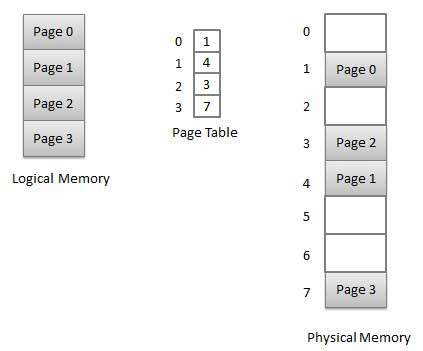 Page 0
Page 1
Page 2
Page 3
Logical Memory
0 1
1 4
2 3
3 7
Page Table
0
1 Page 0
2
3 Page 2
4 Page 1
5
6
7 Page 3
Physical Memory